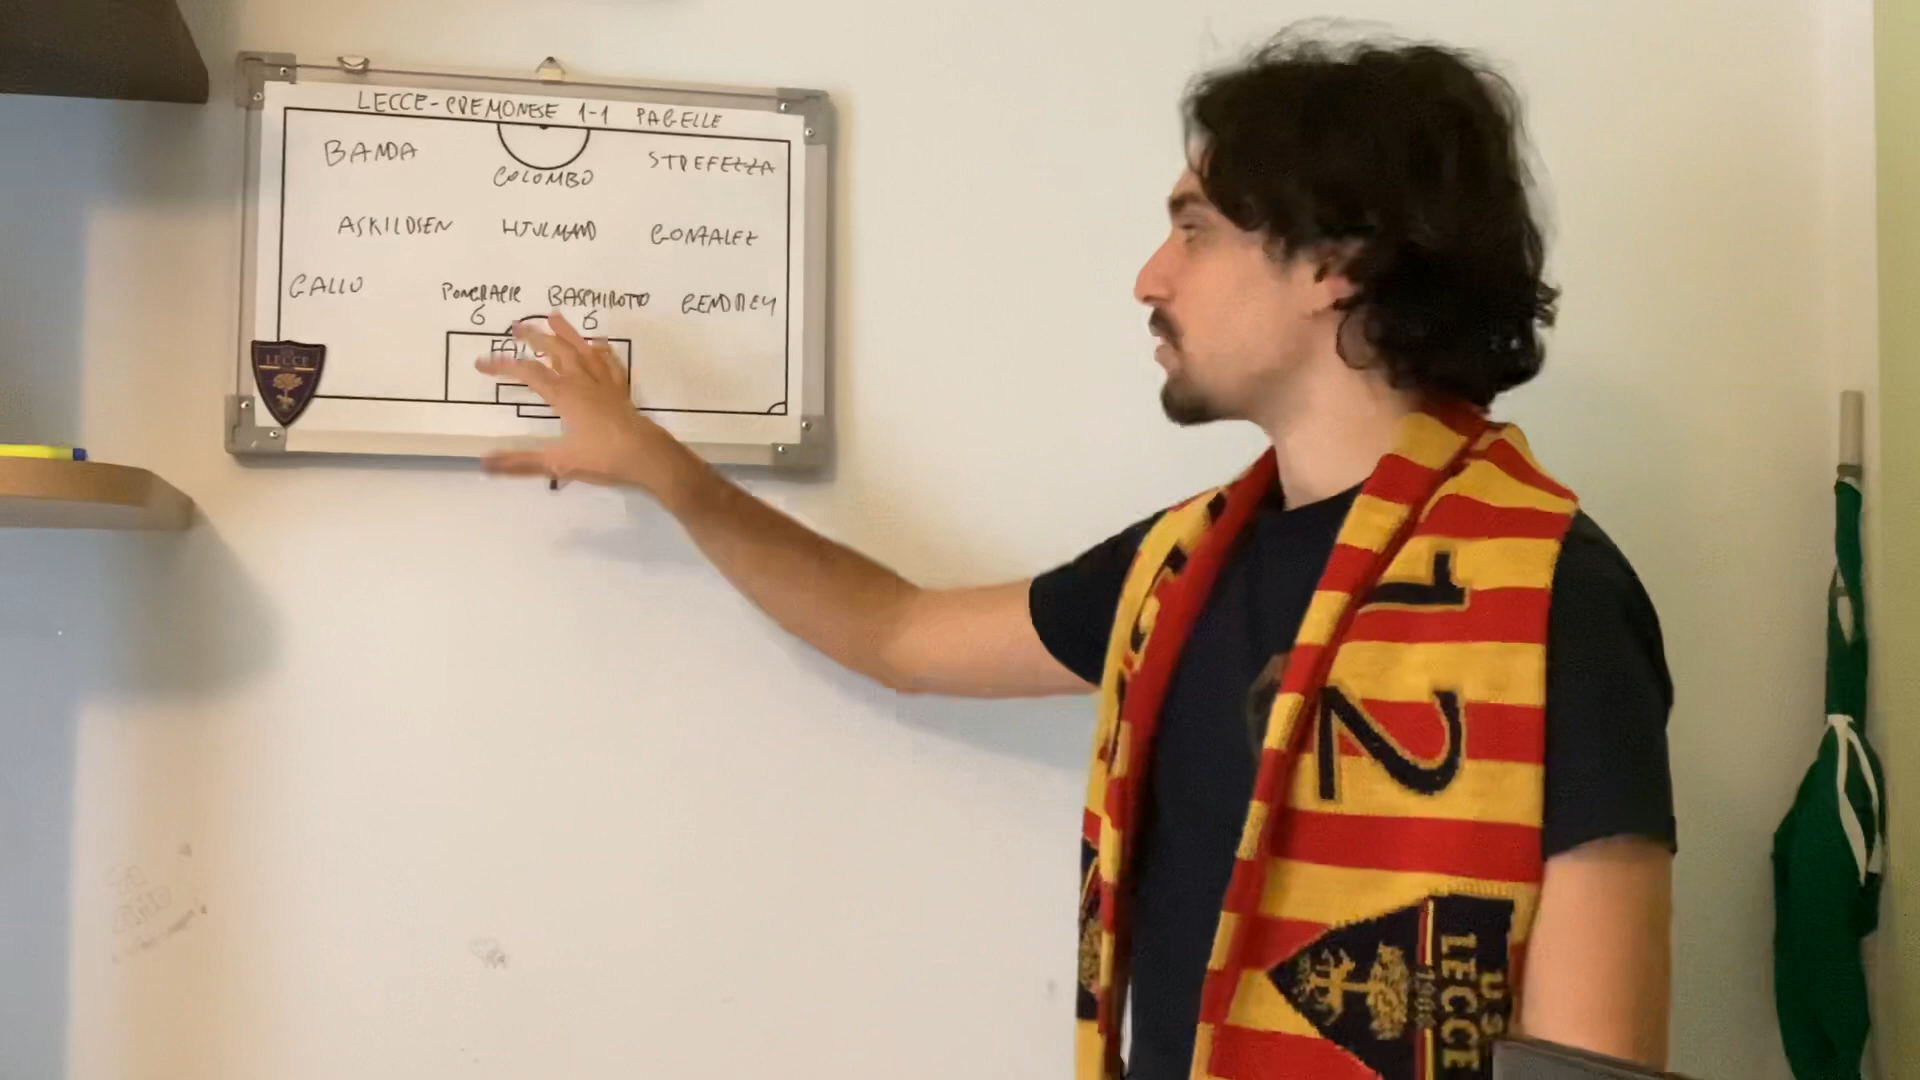 LECCE-CREMONESE 1-1 PAGELLE
BANDA
STREFEZZA
COLOMBO
ASKILDSEN HJULMAND GONZALEZ
GALLO PONGRACIC BASCHIROTTO GENDREY
6 6
LECCE
12
U.S.
LECCE
1908